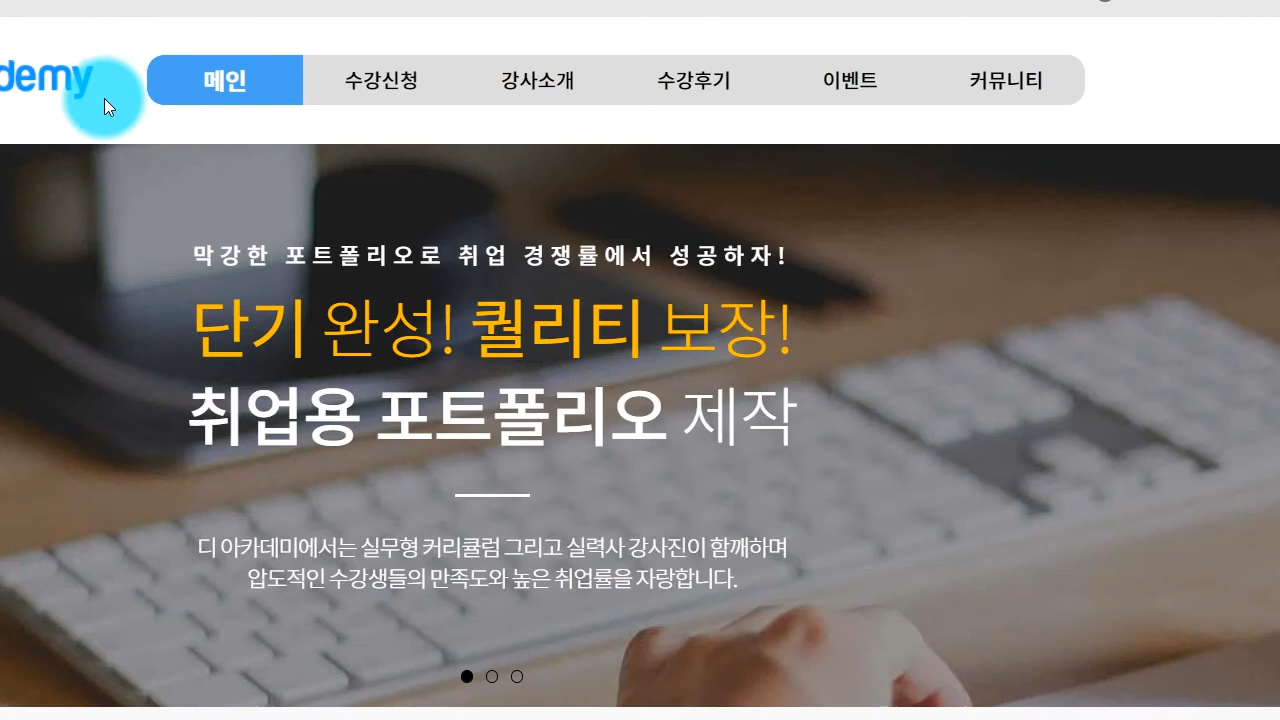 demy
메인
수강신청
강사소개
수강후기
이벤트
커뮤니티
막강한 포트폴리오로 취업 경쟁률에서 성공하자!
단기 완성! 퀄리티 보장!
취업용 포트폴리오 제작
디 아카데미에서는 실무형 커리큘럼 그리고 실력사 강사진이 함께하며
압도적인 수강생들의 만족도와 높은 취업률을 자랑합니다.